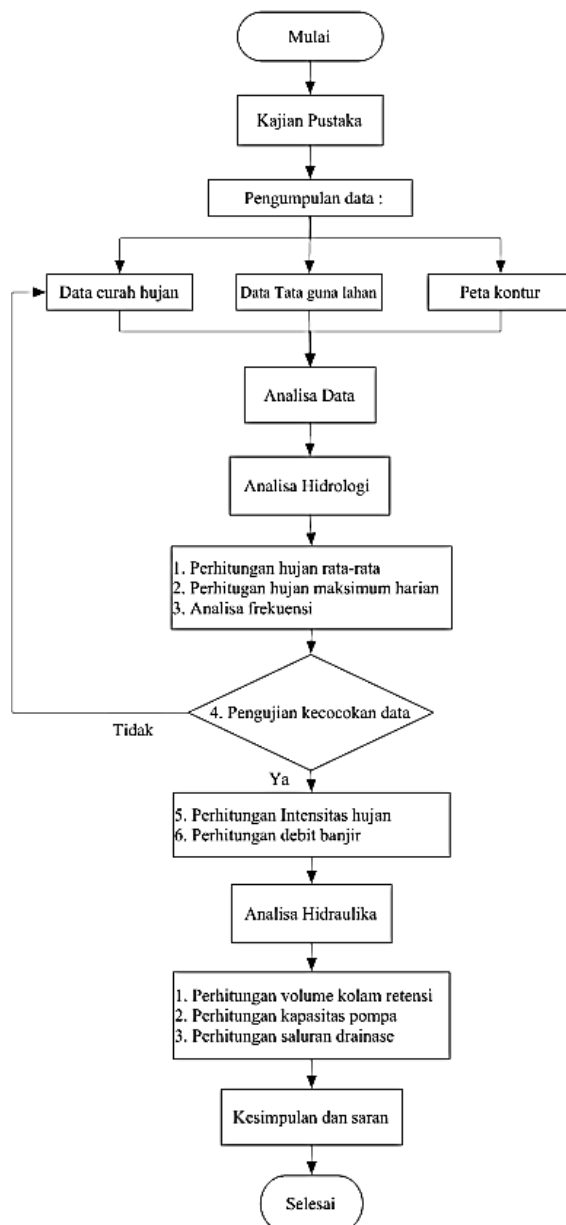 Mulai
Kajian Pustaka
Pengumpulan data :
Data curah hujan
Data Tata guna lahan
Peta kontur
Analisa Data
Analisa Hidrologi
1. Perhitungan hujan rata-rata
2. Perhitugan hujan maksimum harian
3. Analisa frekuensi
4. Pengujian kecocokan data
Tidak
Ya
5. Perhitungan Intensitas hujan
6. Perhitungan debit banjir
Analisa Hidraulika
1. Perhitungan volume kolam retensi
2. Perhitungan kapasitas pompa
3. Perhitungan saluran drainase
Kesimpulan dan saran
Selesai